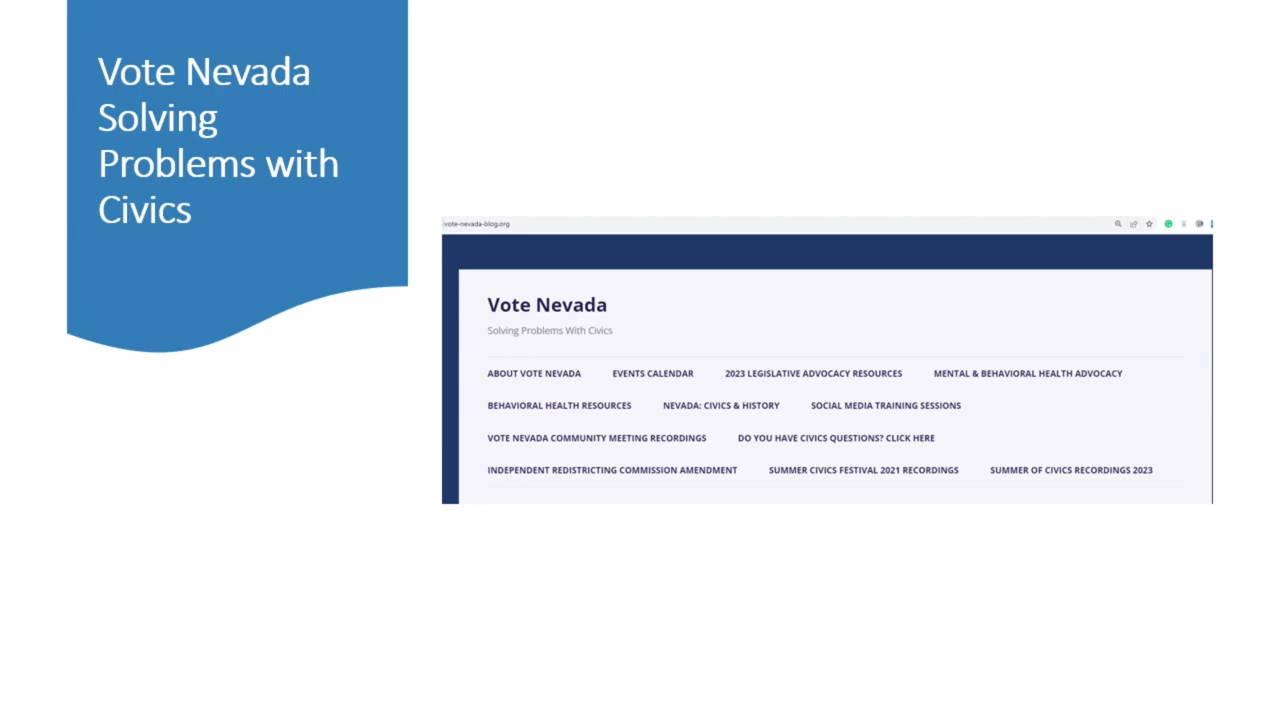 Vote Nevada
Solving
Problems with
Civics
vote-nevada-blog.org
Vote Nevada
Solving Problems With Civics
ABOUT VOTE NEVADA EVENTS CALENDAR 2023 LEGISLATIVE ADVOCACY RESOURCES MENTAL & BEHAVIORAL HEALTH ADVOCACY
BEHAVIORAL HEALTH RESOURCES NEVADA: CIVICS & HISTORY SOCIAL MEDIA TRAINING SESSIONS
VOTE NEVADA COMMUNITY MEETING RECORDINGS DO YOU HAVE CIVICS QUESTIONS? CLICK HERE
INDEPENDENT REDISTRICTING COMMISSION AMENDMENT SUMMER CIVICS FESTIVAL 2021 RECORDINGS SUMMER OF CIVICS RECORDINGS 2023